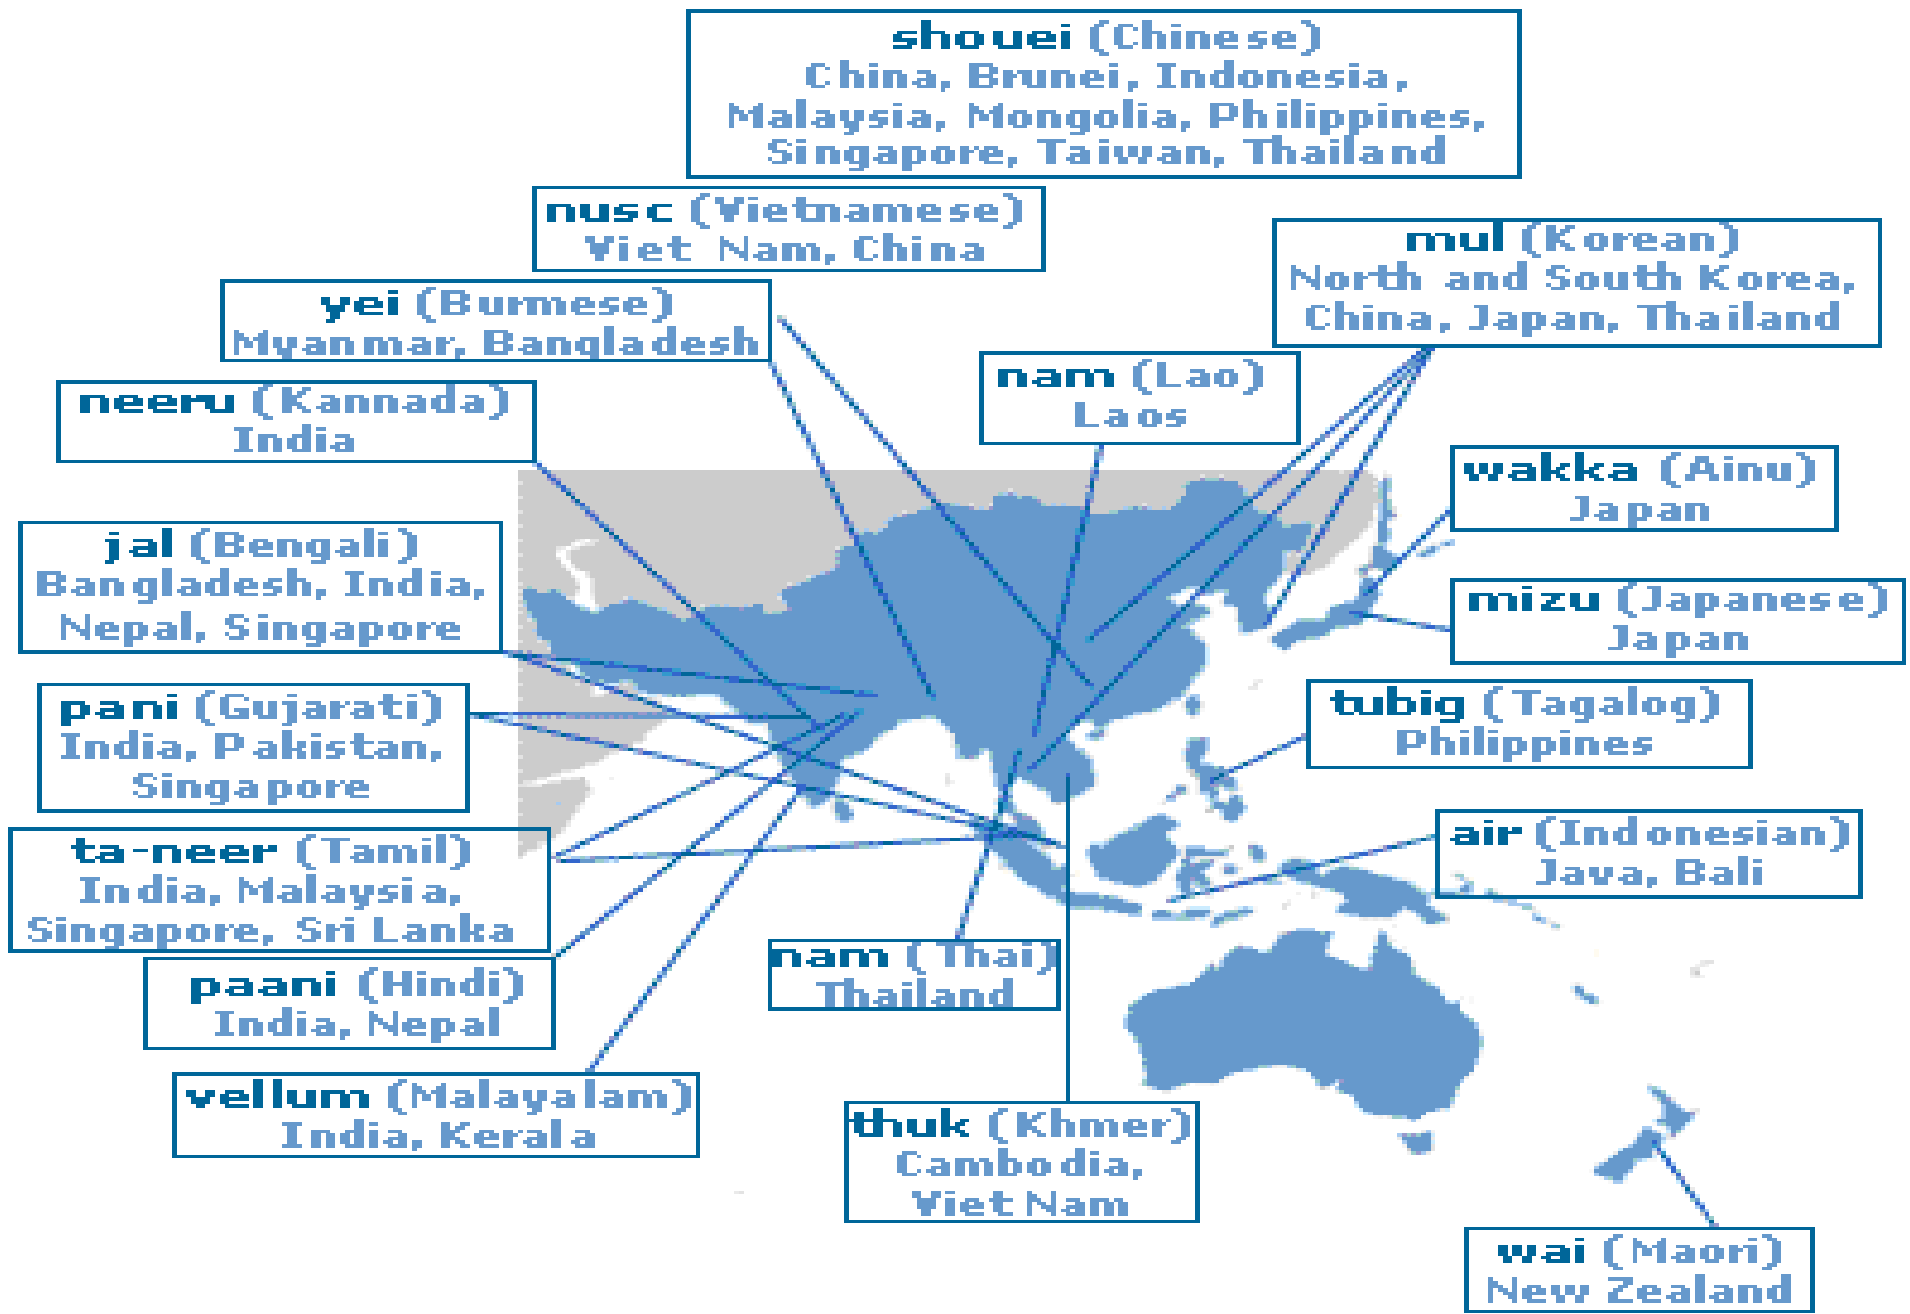 shouei (Chinese)
China, Brunei, Indonesia,
Malaysia, Mongolia, Philippines,
Singapore, Taiwan, Thailand
nusc (Vietnamese)
Viet Nam, China
mul (Korean)
North and South Korea,
China, Japan, Thailand
yei (Burmese)
Myanmar, Bangladesh
nam (Lao)
Laos
neeru (Kannada)
India
wakka (Ainu)
Japan
jal (Bengali)
Bangladesh, India,
Nepal, Singapore
mizu (Japanese)
Japan
pani (Gujarati)
India, Pakistan,
Singapore
tubig (Tagalog)
Philippines
ta-neer (Tamil)
India, Malaysia,
Singapore, Sri Lanka
air (Indonesian)
Java, Bali
nam (Thai)
Thailand
paani (Hindi)
India, Nepal
vellum (Malayalam)
India, Kerala
thuk (Khmer)
Cambodia,
Viet Nam
wai (Maori)
New Zealand